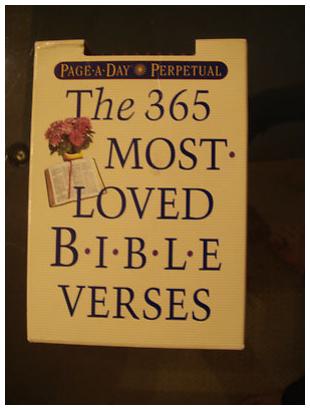 PAGE·A·DAY PERPETUAL
The 365
MOST·
LOVED
B·I·B·L·E
VERSES